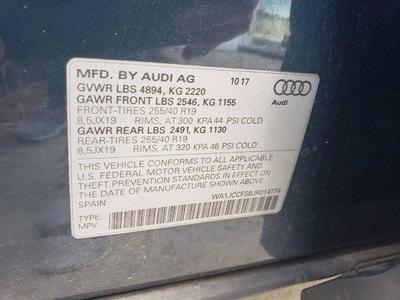 MFD. BY AUDI AG 10 17
GVWR LBS 4894, KG 2220
GAWR FRONT LBS 2546, KG 1155
FRONT-TIRES 255/40 R19
8,5JX19 RIMS, AT 300 KPA 44 PSI COLD
GAWR REAR LBS 2491, KG 1130
REAR-TIRES 255/40 R19
8,5JX19 RIMS, AT 320 KPA 46 PSI COLD
THIS VEHICLE CONFORMS TO ALL APPLICABLE
U.S. FEDERAL MOTOR VEHICLE SAFETY
AND THEFT PREVENTION STANDARDS IN EFFECT ON
THE DATE OF MANUFACTURE SHOWN ABOVE.
SPAIN
TYPE:
MPV
WA1JCCFS8JR014774
Audi